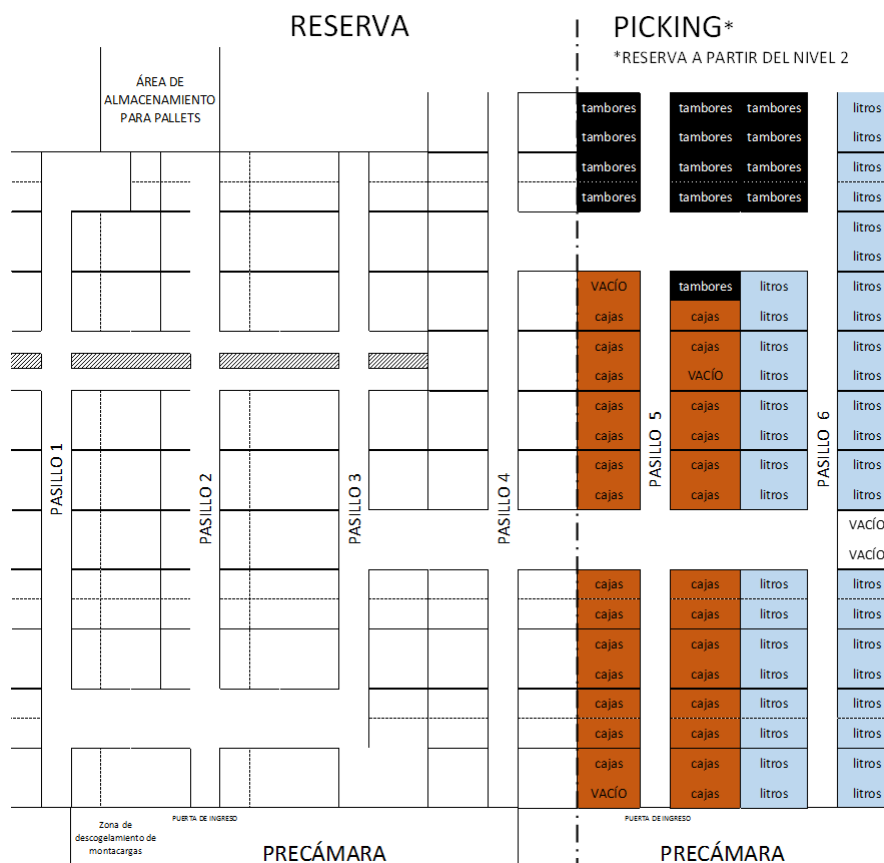 RESERVA
PICKING*
*RESERVA A PARTIR DEL NIVEL 2
ÁREA DE
ALMACENAMIENTO
PARA PALLETS
tambores tambores tambores litros
tambores tambores tambores litros
tambores tambores tambores litros
tambores tambores tambores litros
litros
litros
VACÍO tambores litros litros
cajas cajas litros litros
cajas cajas litros litros
cajas VACÍO litros litros
cajas cajas litros litros
cajas cajas litros litros
cajas cajas litros litros
cajas cajas litros litros
VACÍO
VACÍO
cajas cajas litros litros
cajas cajas litros litros
cajas cajas litros litros
cajas cajas litros litros
cajas cajas litros litros
cajas cajas litros litros
cajas cajas litros litros
VACÍO cajas litros litros
PASILLO 1
PASILLO 2
PASILLO 3
PASILLO 4
PASILLO 5
PASILLO 6
Zona de
descogelamiento de
montacargas
PUERTA DE INGRESO
PUERTA DE INGRESO
PRECÁMARA
PRECÁMARA